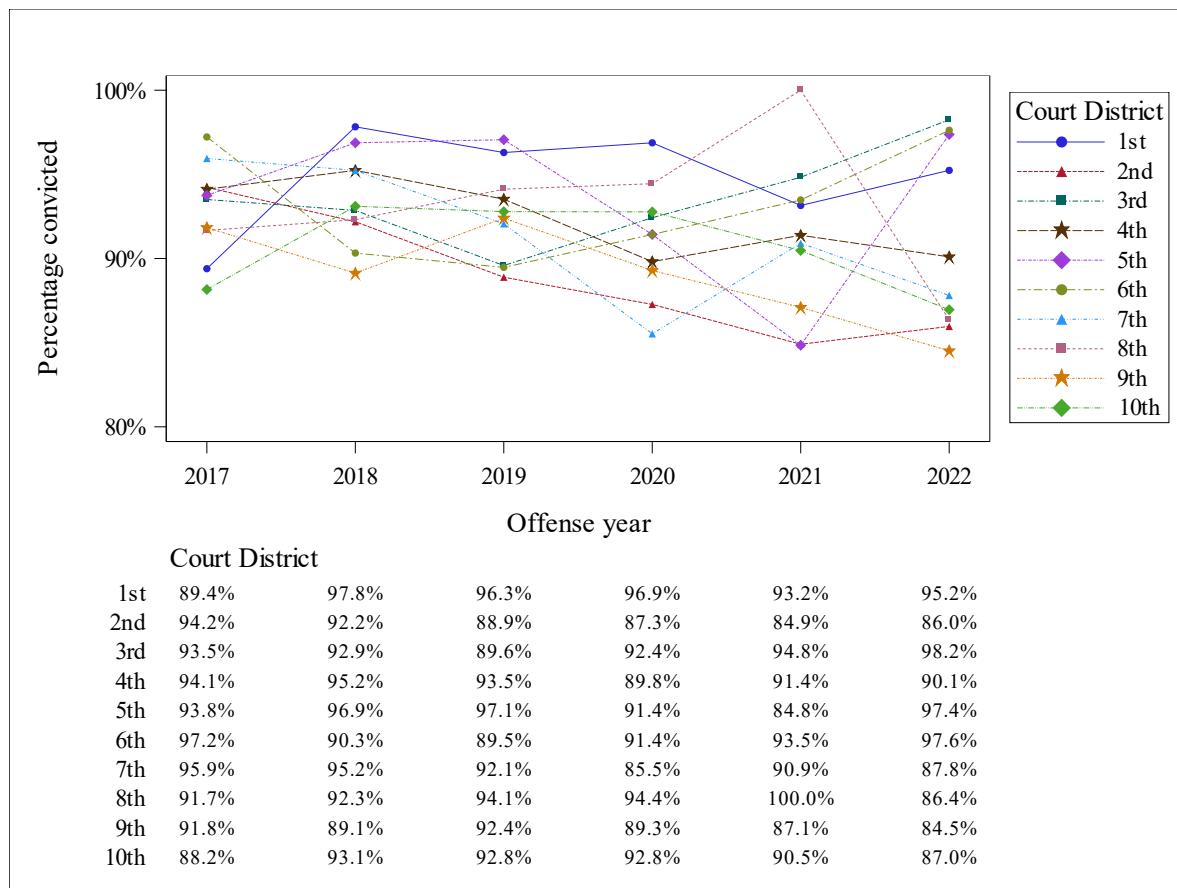 100%
90%
80%
Percentage convicted
2017 2018 2019 2020 2021 2022
Offense year
Court District
1st
2nd
3rd
4th
5th
6th
7th
8th
9th
10th
Court District
1st 89.4% 97.8% 96.3% 96.9% 93.2% 95.2%
2nd 94.2% 92.2% 88.9% 87.3% 84.9% 86.0%
3rd 93.5% 92.9% 89.6% 92.4% 94.8% 98.2%
4th 94.1% 95.2% 93.5% 89.8% 91.4% 90.1%
5th 93.8% 96.9% 97.1% 91.4% 84.8% 97.4%
6th 97.2% 90.3% 89.5% 91.4% 93.5% 97.6%
7th 95.9% 95.2% 92.1% 85.5% 90.9% 87.8%
8th 91.7% 92.3% 94.1% 94.4% 100.0% 86.4%
9th 91.8% 89.1% 92.4% 89.3% 87.1% 84.5%
10th 88.2% 93.1% 92.8% 92.8% 90.5% 87.0%